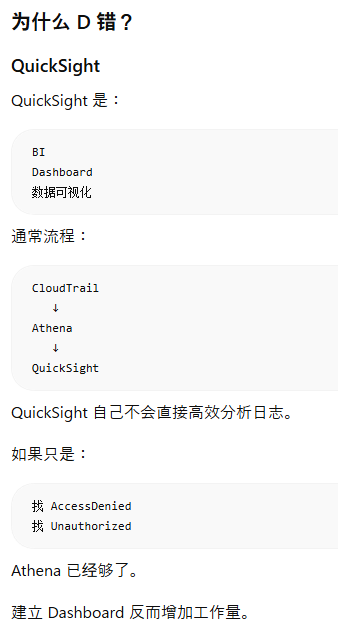 为什么 D 错？
QuickSight
QuickSight 是：
BI
Dashboard
数据可视化
通常流程：
CloudTrail
↓
Athena
↓
QuickSight
QuickSight 自己不会直接高效分析日志。
如果只是：
找 AccessDenied
找 Unauthorized
Athena 已经够了。
建立 Dashboard 反而增加工作量。